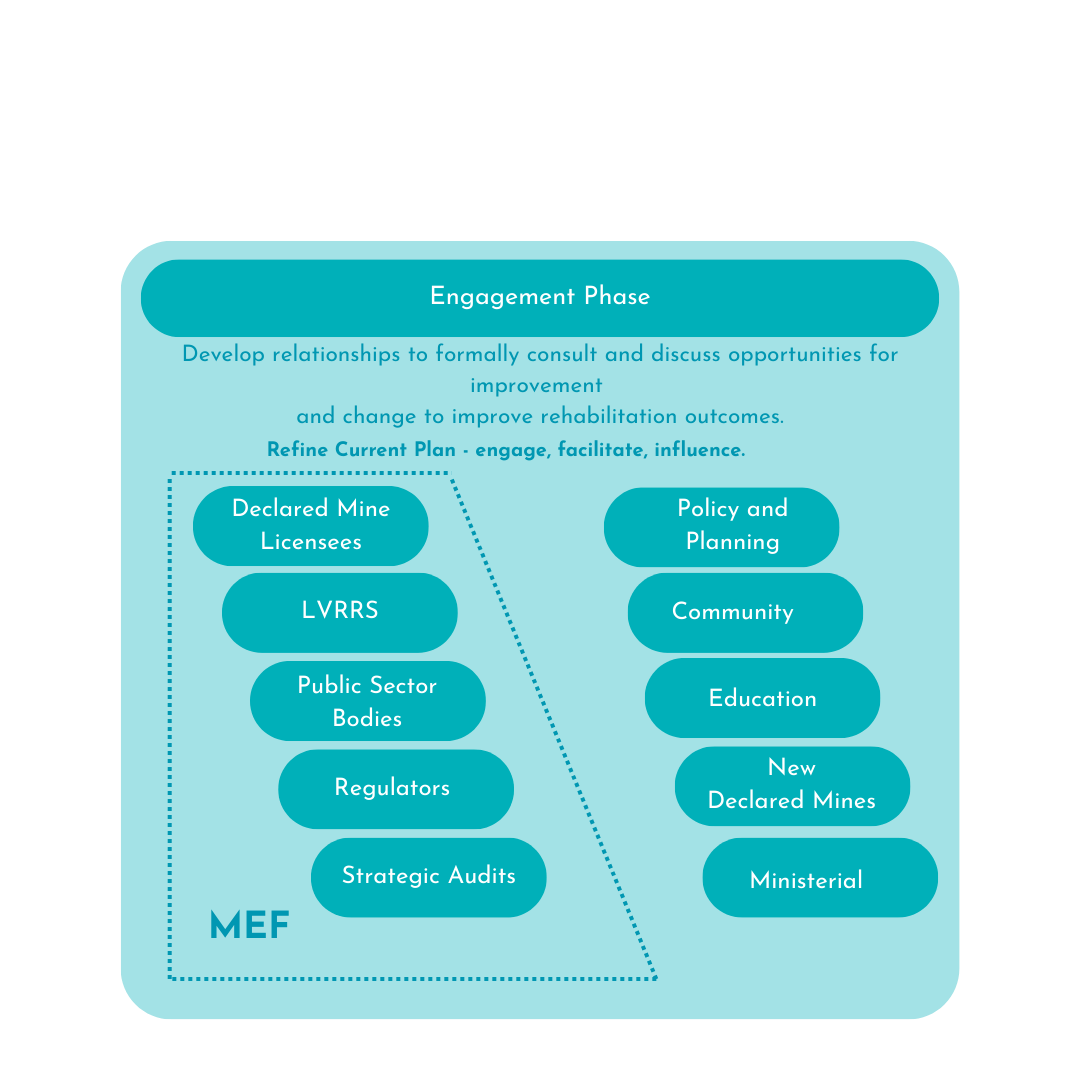 Engagement Phase
Develop relationships to formally consult and discuss opportunities for
improvement
and change to improve rehabilitation outcomes.
Refine Current Plan - engage, facilitate, influence.
Declared Mine
Licensees
LVRRS
Public Sector
Bodies
Regulators
Strategic Audits
MEF
Policy and
Planning
Community
Education
New
Declared Mines
Ministerial